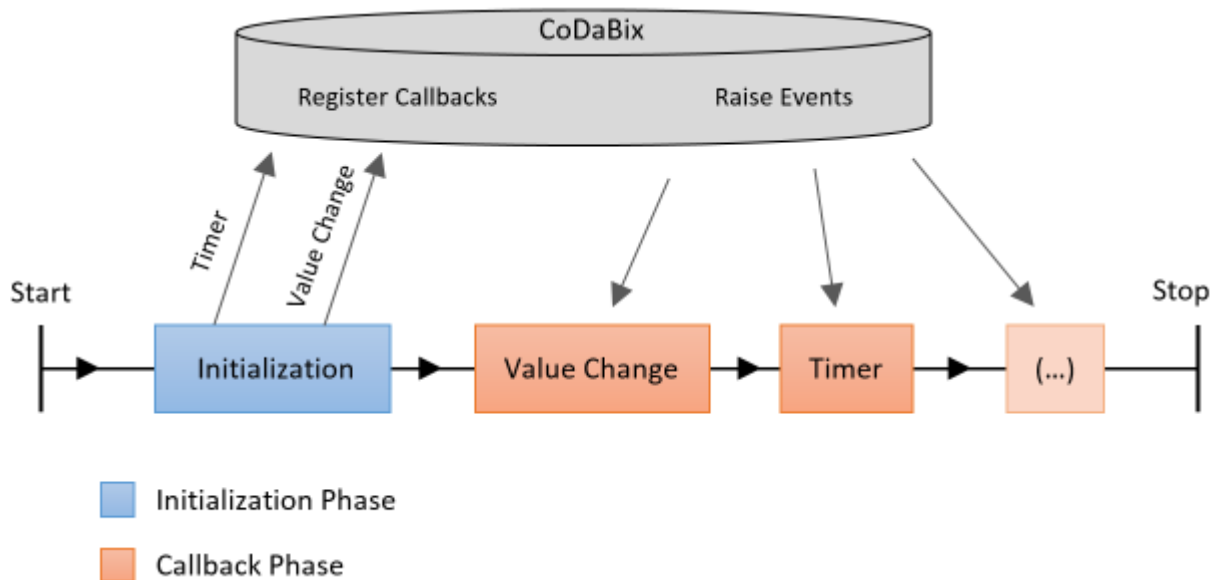 CoDaBix
Register Callbacks
Raise Events
Timer
Value Change
Start
Stop
Initialization
Value Change
Timer
(...)
Initialization Phase
Callback Phase